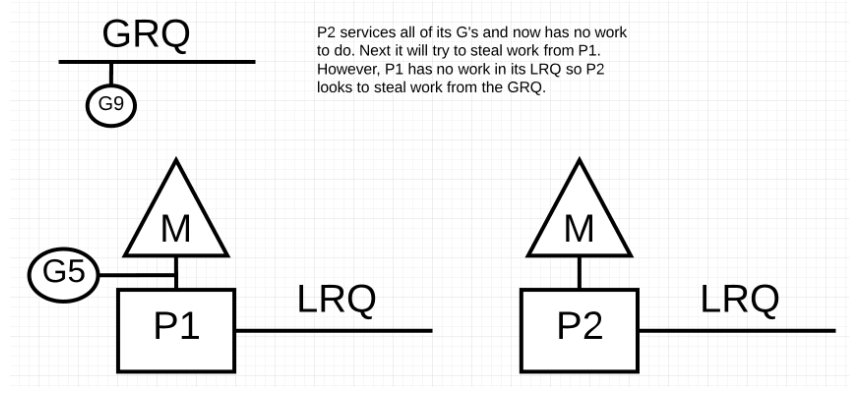 GRQ
P2 services all of its G's and now has no work
to do. Next it will try to steal work from P1.
However, P1 has no work in its LRQ so P2
looks to steal work from the GRQ.
G9
M
M
G5
LRQ
LRQ
P1
P2